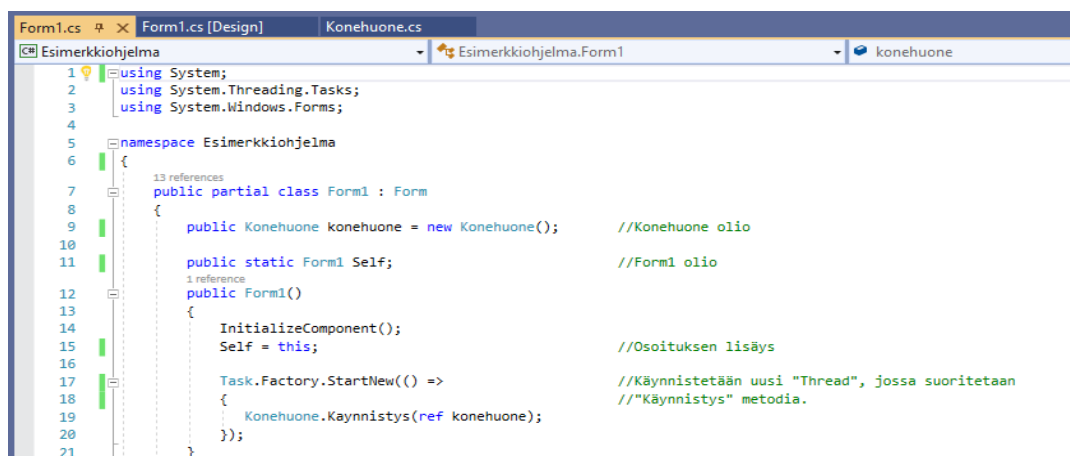 Form1.cs Form1.cs [Design] Konehuone.cs
C# Esimerkkiohjelma Esimerkkiohjelma.Form1 konehuone
1 using System;
2 using System.Threading.Tasks;
3 using System.Windows.Forms;
4
5 namespace Esimerkkiohjelma
6 {
13 references
7 public partial class Form1 : Form
8 {
9 public Konehuone konehuone = new Konehuone(); //Konehuone olio
10
11 public static Form1 Self; //Form1 olio
1 reference
12 public Form1()
13 {
14 InitializeComponent();
15 Self = this; //Osoituksen lisäys
16
17 Task.Factory.StartNew(() => //Käynnistetään uusi "Thread", jossa suoritetaan
18 { //"Käynnistys" metodia.
19 Konehuone.Kaynnistys(ref konehuone);
20 });
21 }